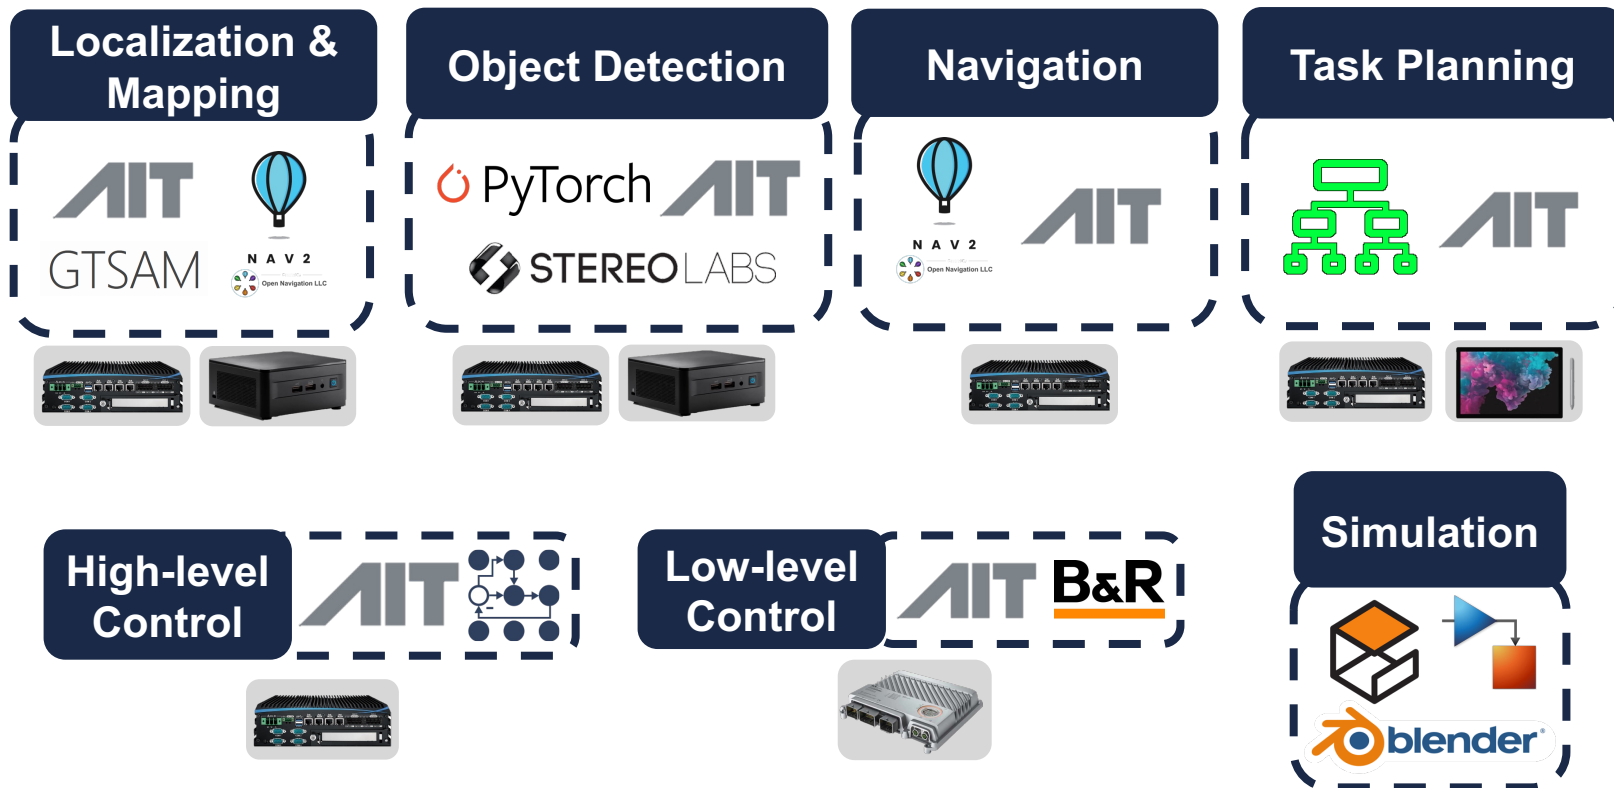 Localization &
Mapping
AIT
NAV2
Open Navigation LLC
GTSAM
Object Detection
PyTorch
AIT
STEREOLABS
Navigation
NAV2
Open Navigation LLC
AIT
Task Planning
AIT
High-level
Control
AIT
Low-level
Control
AIT
B&R
Simulation
blender